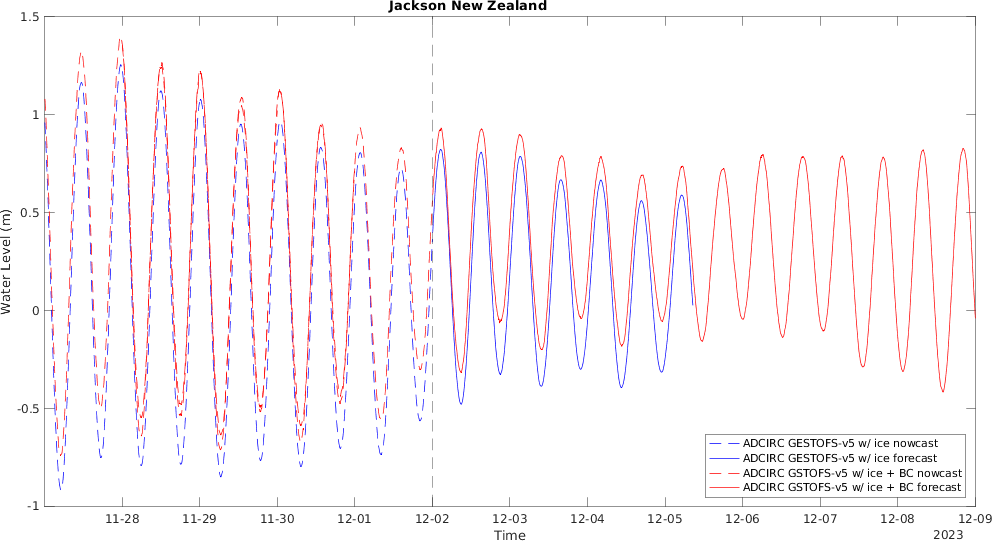 Jackson New Zealand
1.5
1
0.5
0
-0.5
-1
Water Level (m)
ADCIRC GESTOFS-v5 w/ ice nowcast
ADCIRC GESTOFS-v5 w/ ice forecast
ADCIRC GSTOFS-v5 w/ ice + BC nowcast
ADCIRC GSTOFS-v5 w/ ice + BC forecast
11-28 11-29 11-30 12-01 12-02 12-03 12-04 12-05 12-06 12-07 12-08 12-09
Time
2023